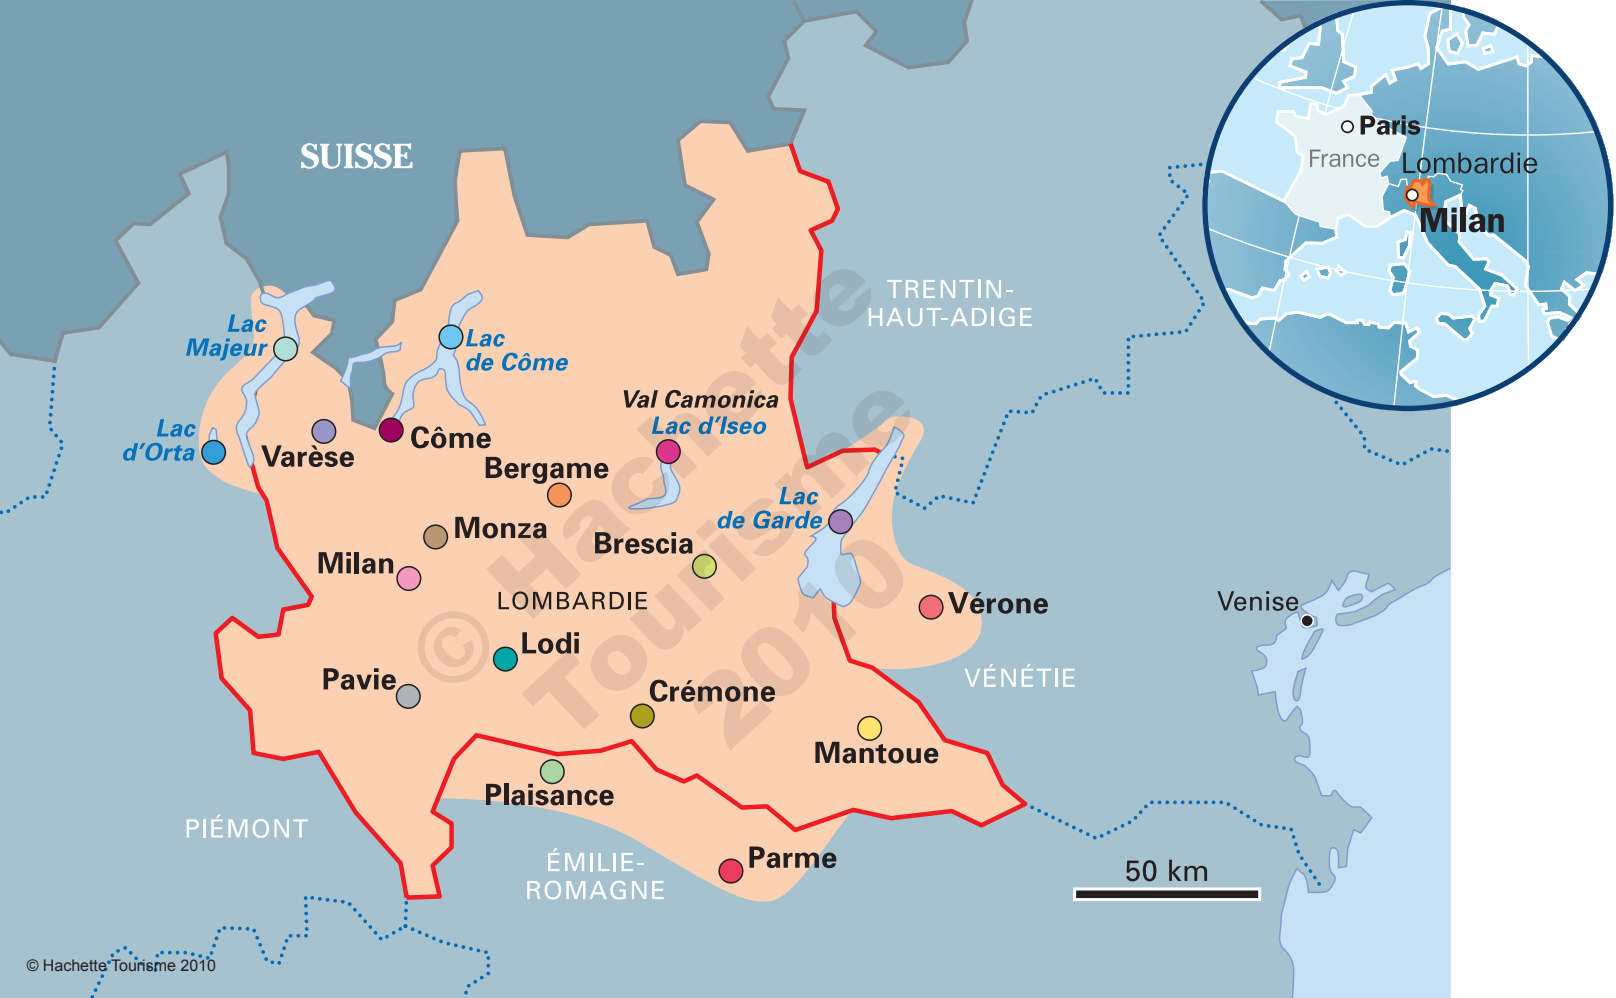 SUISSE
Paris
France
Lombardie
Milan
TRENTIN-
HAUT-ADIGE
Lac
Majeur
Lac
de Côme
Val Camonica
Lac d'Iseo
Lac
d'Orta
Varèse
Côme
Bergame
Lac
de Garde
Monza
Brescia
Milan
LOMBARDIE
Vérone
Venise
Lodi
Pavie
VÉNÉTIE
Crémone
Mantoue
Plaisance
PIÉMONT
ÉMILIE-
ROMAGNE
Parme
50 km
© Hachette
Tourisme
2010
© Hachette Tourisme 2010